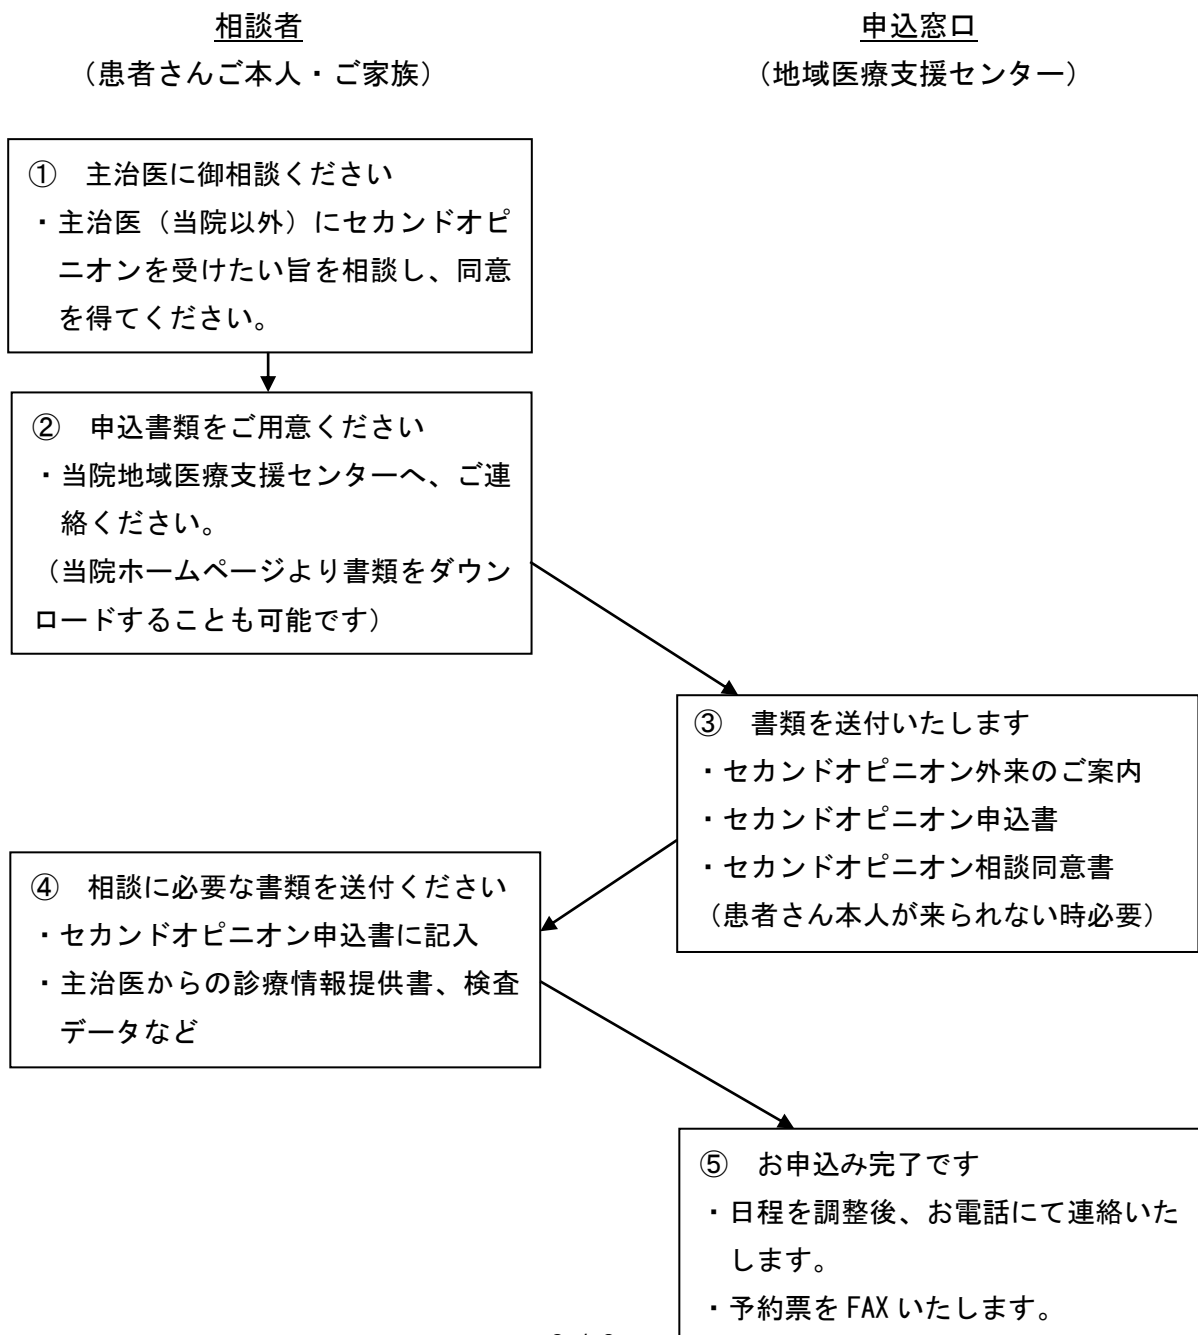 相談者
（患者さんご本人・ご家族）
申込窓口
（地域医療支援センター）
①　主治医に御相談ください
・主治医（当院以外）にセカンドオピ
ニオンを受けたい旨を相談し、同意
を得てください。
②　申込書類をご用意ください
・当院地域医療支援センターへ、ご連
絡ください。
（当院ホームページより書類をダウン
ロードすることも可能です）
③　書類を送付いたします
・セカンドオピニオン外来のご案内
・セカンドオピニオン申込書
・セカンドオピニオン相談同意書
（患者さん本人が来られない時必要）
④　相談に必要な書類を送付ください
・セカンドオピニオン申込書に記入
・主治医からの診療情報提供書、検査
データなど
⑤　お申込み完了です
・日程を調整後、お電話にて連絡いた
します。
・予約票を FAX いたします。